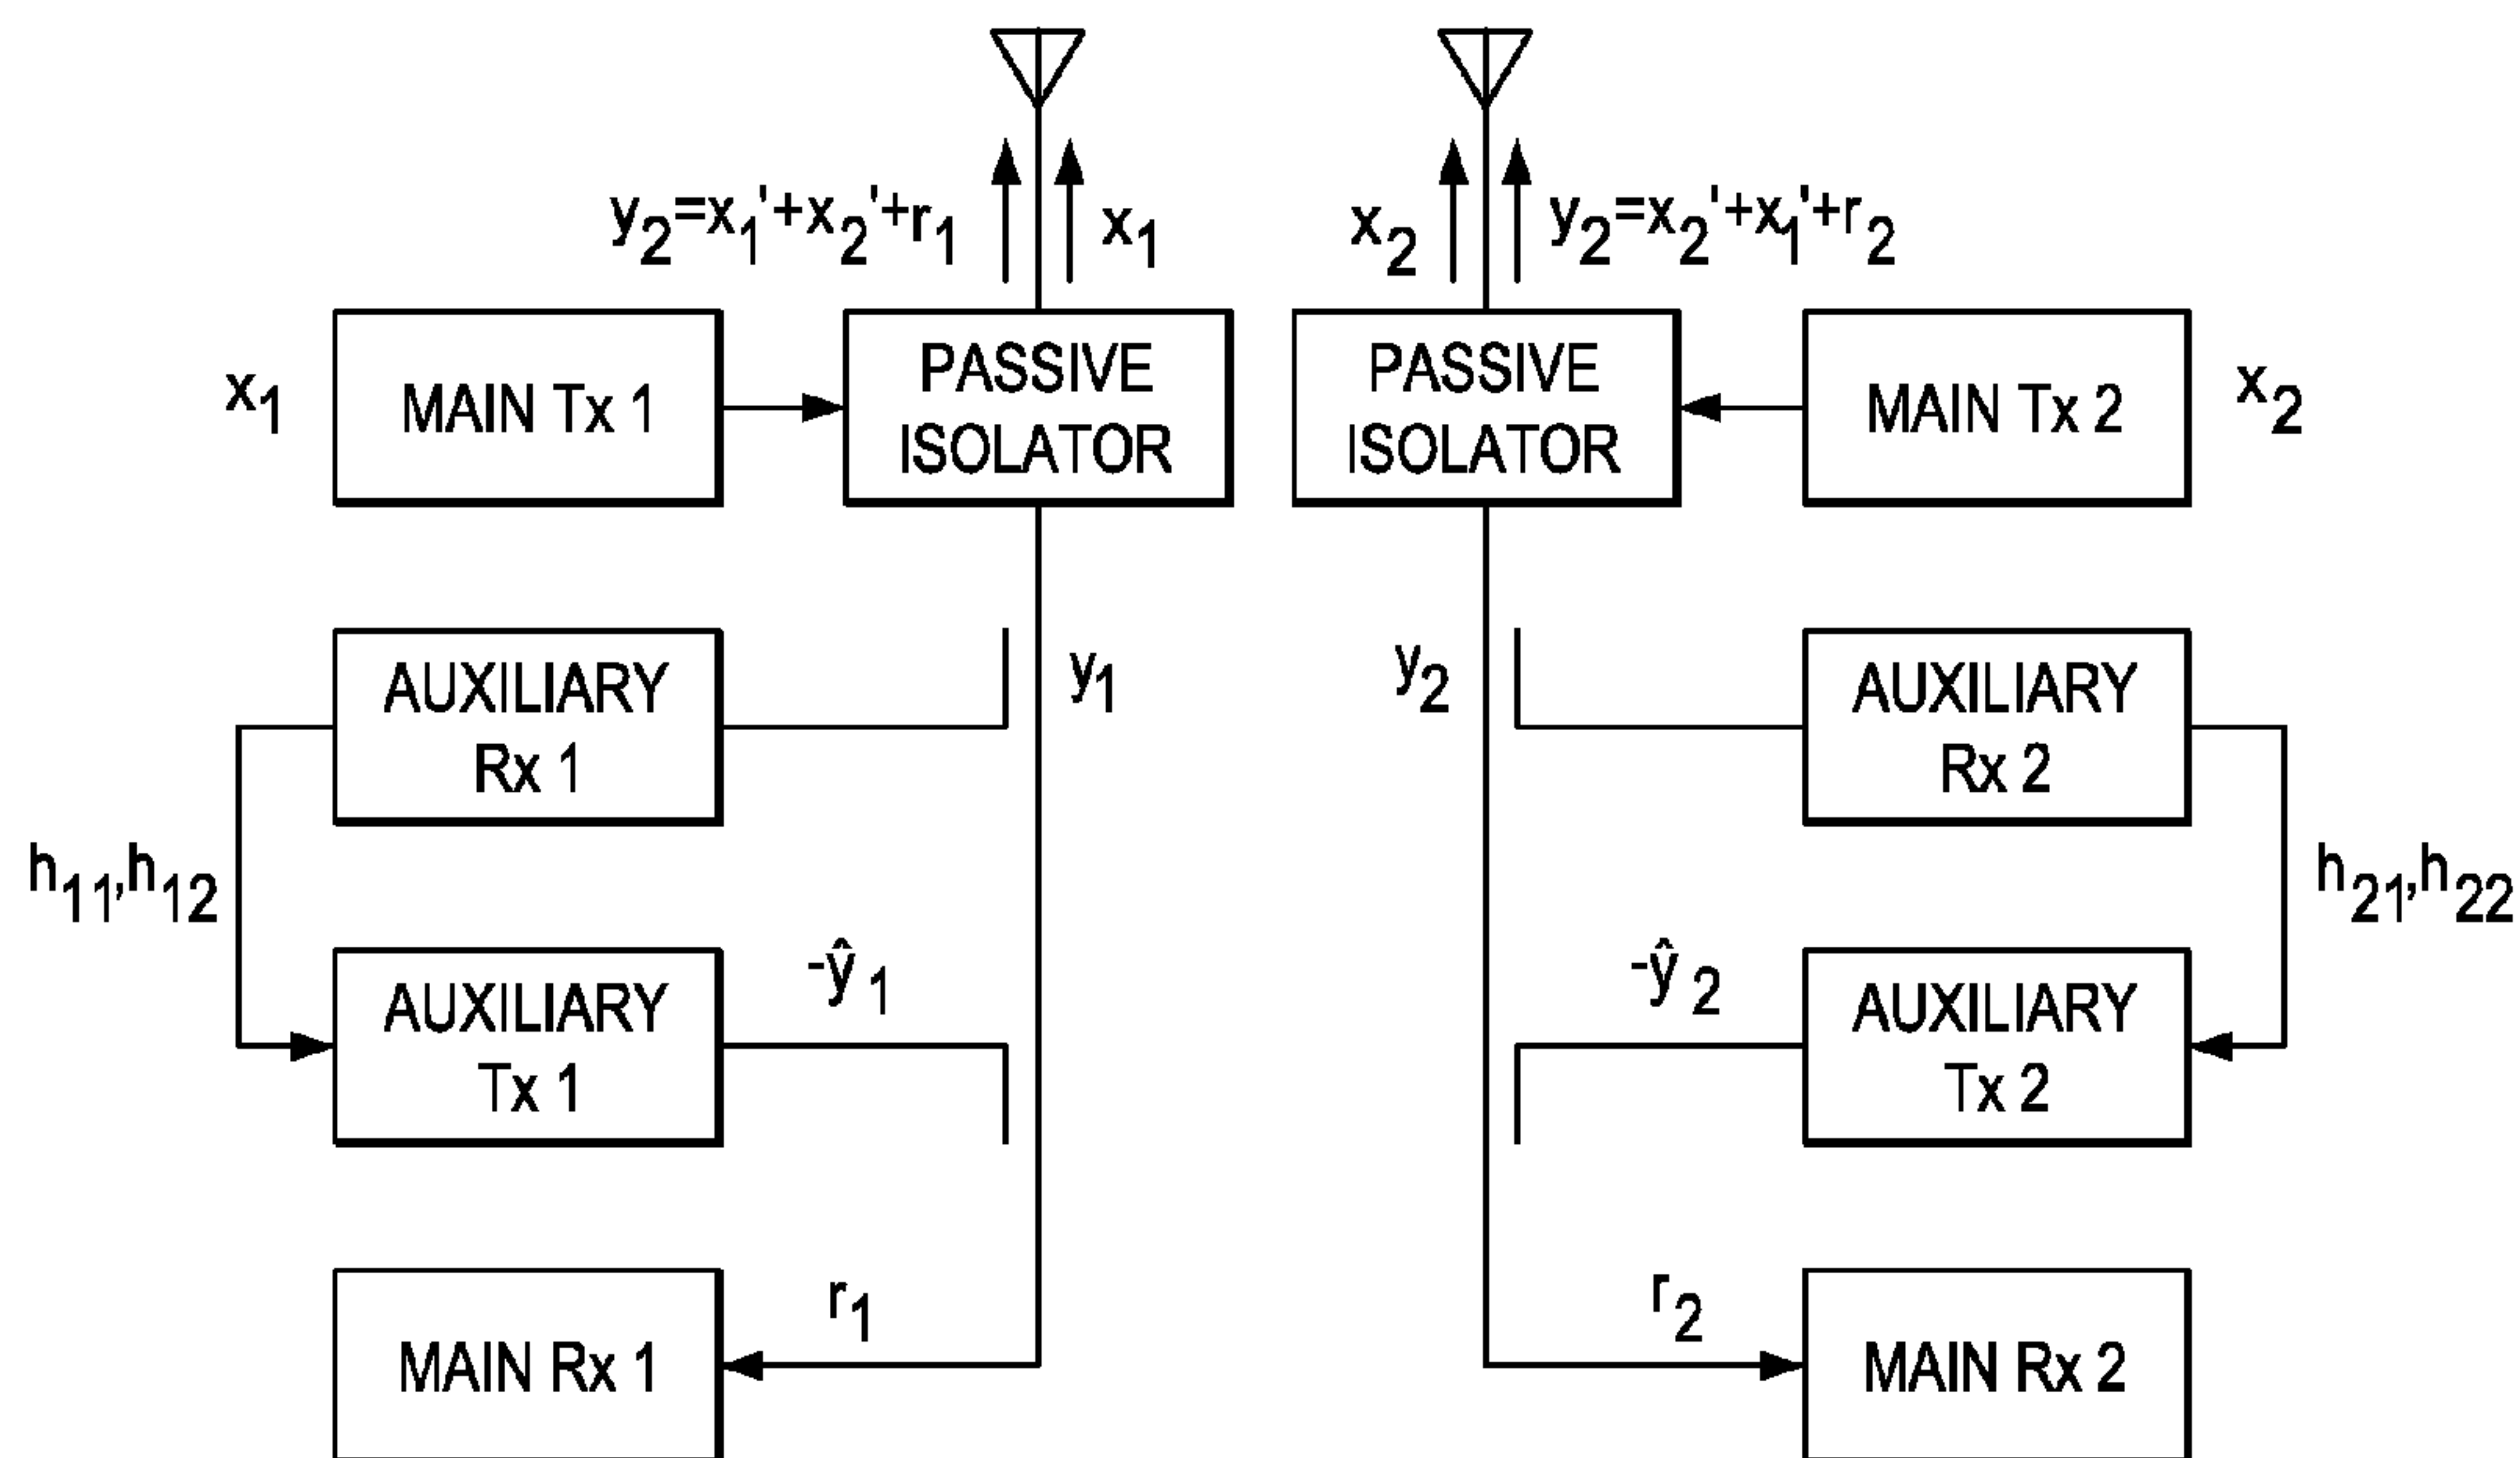 y2=x1'+x2'+r1
x1
x2
y2=x2'+x1'+r2
x1
MAIN Tx 1
PASSIVE
ISOLATOR
PASSIVE
ISOLATOR
MAIN Tx 2
x2
AUXILIARY
Rx 1
y1
y2
AUXILIARY
Rx 2
h11,h12
h21,h22
AUXILIARY
Tx 1
-ŷ1
-ŷ2
AUXILIARY
Tx 2
MAIN Rx 1
r1
r2
MAIN Rx 2